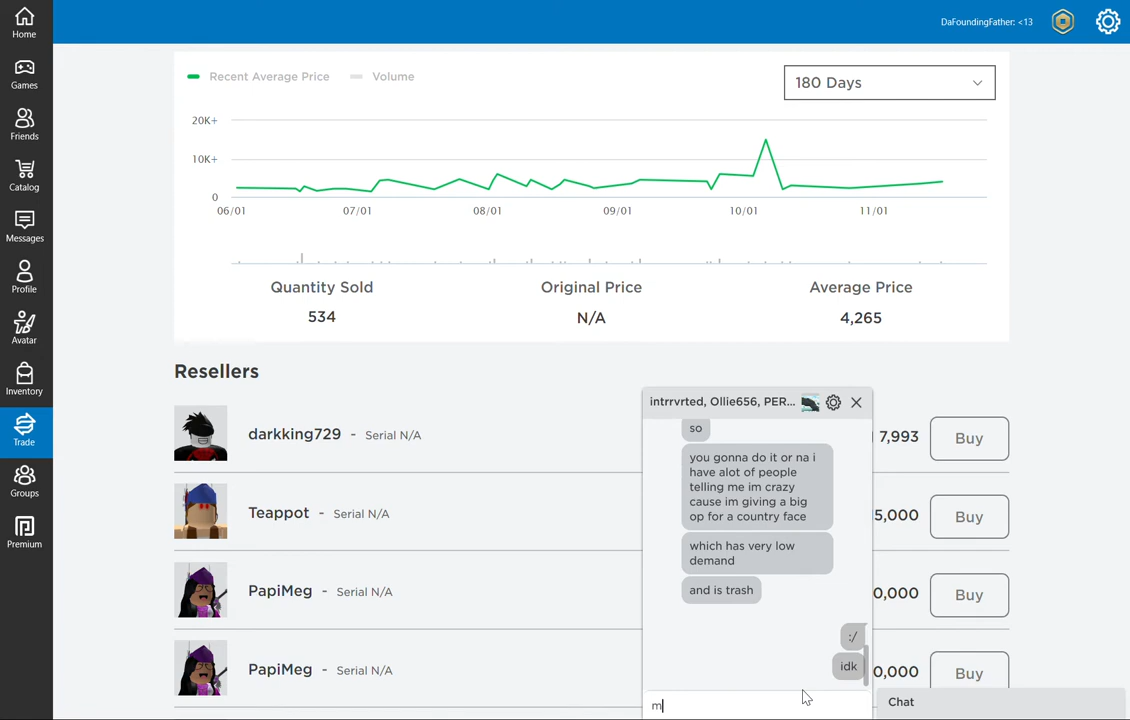 Home
Games
Friends
Catalog
Messages
Profile
Avatar
Inventory
Trade
Groups
Premium
DaFoundingFather: <13
Recent Average Price
Volume
180 Days
20K+
10K+
0
06/01 07/01 08/01 09/01 10/01 11/01
Quantity Sold
534
Original Price
N/A
Average Price
4,265
Resellers
darkking729 - Serial N/A
7,993
Buy
Teappot - Serial N/A
5,000
Buy
PapiMeg - Serial N/A
0,000
Buy
PapiMeg - Serial N/A
0,000
Buy
intrrvrted, Ollie656, PER...
so
you gonna do it or na i
have alot of people
telling me im crazy
cause im giving a big
op for a country face
which has very low
demand
and is trash
:/
idk
m
Chat